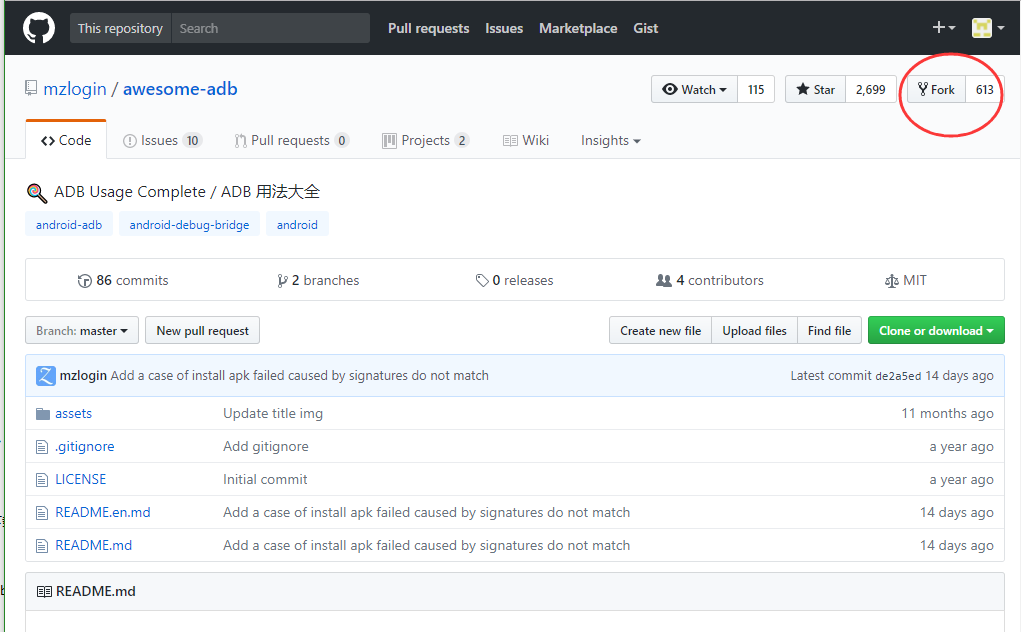 This repository Search Pull requests Issues Marketplace Gist
mzlogin / awesome-adb Watch 115 Star 2,699 Fork 613
Code Issues 10 Pull requests 0 Projects 2 Wiki Insights
ADB Usage Complete / ADB 用法大全
android-adb android-debug-bridge android
86 commits 2 branches 0 releases 4 contributors MIT
Branch: master New pull request Create new file Upload files Find file Clone or download
mzlogin Add a case of install apk failed caused by signatures do not match Latest commit de2a5ed 14 days ago
assets Update title img 11 months ago
.gitignore Add gitignore a year ago
LICENSE Initial commit a year ago
README.en.md Add a case of install apk failed caused by signatures do not match 14 days ago
README.md Add a case of install apk failed caused by signatures do not match 14 days ago
README.md